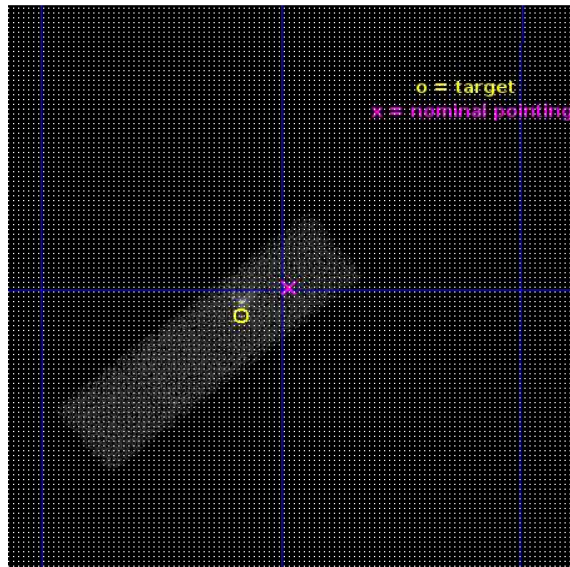 o = target
x = nominal pointing